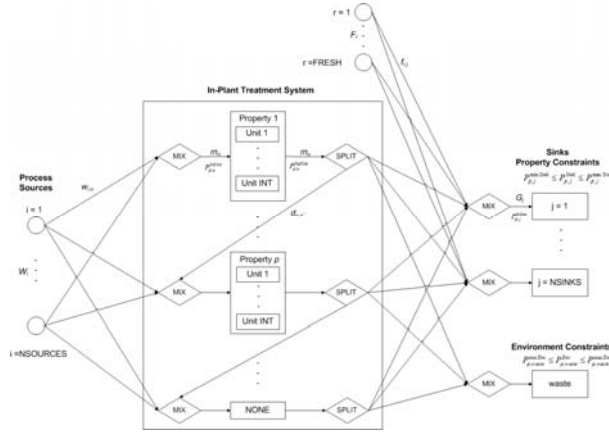 r = 1
F_r
r =FRESH
f_r,j
In-Plant Treatment System
Property 1
Unit 1
Unit INT
MIX
m_u
m_u
SPLIT
Process
Sources
i = 1
W_i
i =NSOURCES
Property p
Unit 1
Unit INT
MIX
SPLIT
MIX
NONE
SPLIT
Sinks
Property Constraints
MIX
G_j
j = 1
MIX
j = NSINKS
Environment Constraints
MIX
waste